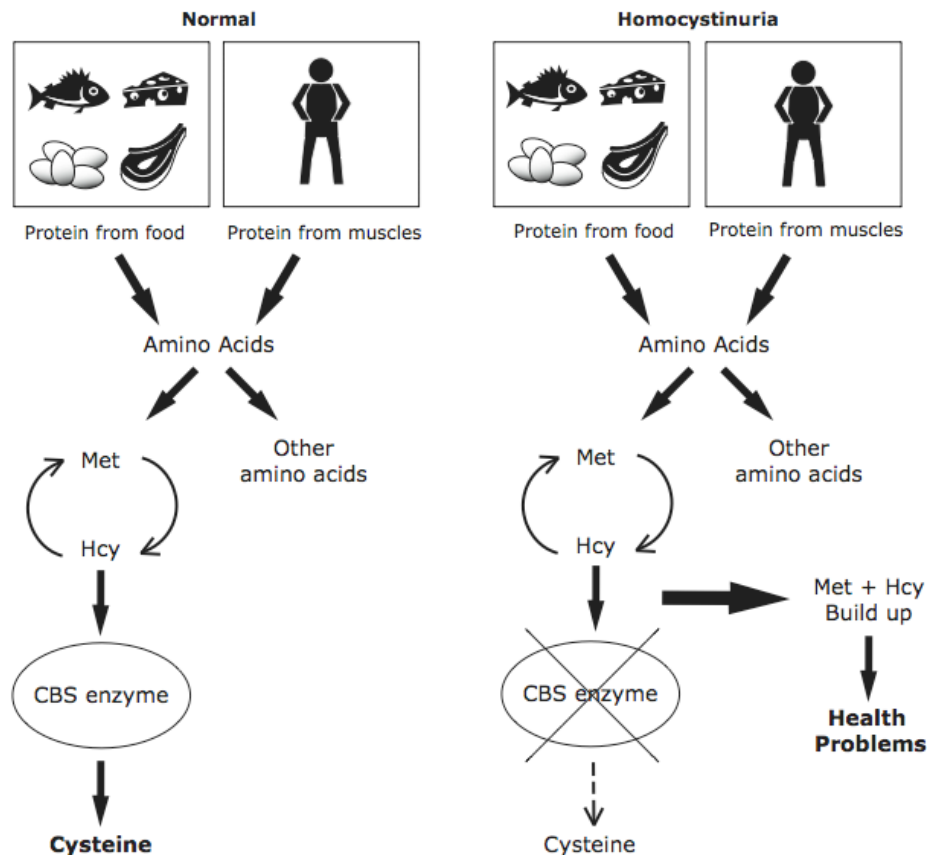 Normal
Protein from food
Protein from muscles
Amino Acids
Met
Other
amino acids
Hcy
CBS enzyme
Cysteine
Homocystinuria
Protein from food
Protein from muscles
Amino Acids
Met
Other
amino acids
Hcy
Met + Hcy
Build up
CBS enzyme
Health
Problems
Cysteine